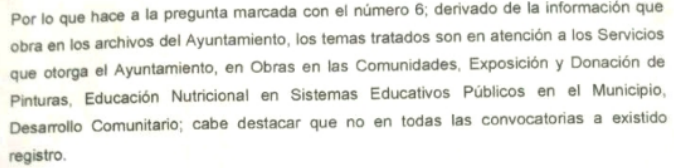 Por lo que hace a la pregunta marcada con el número 6; derivado de la información que
obra en los archivos del Ayuntamiento, los temas tratados son en atención a los Servicios
que otorga el Ayuntamiento, en Obras en las Comunidades, Exposición y Donación de
Pinturas, Educación Nutricional en Sistemas Educativos Públicos en el Municipio,
Desarrollo Comunitario; cabe destacar que no en todas las convocatorias a existido
registro.